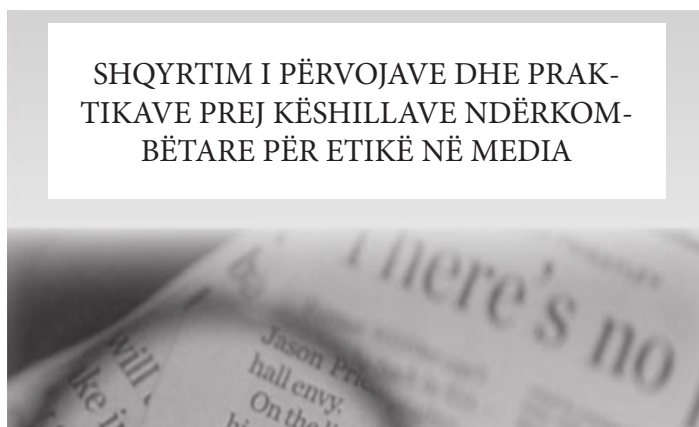 SHQYRTIM I PËRVOJAVE DHE PRAK-
TIKAVE PREJ KËSHILLAVE NDËRKOM-
BËTARE PËR ETIKË NË MEDIA
There's no
will
Jason
hall envy.
On the